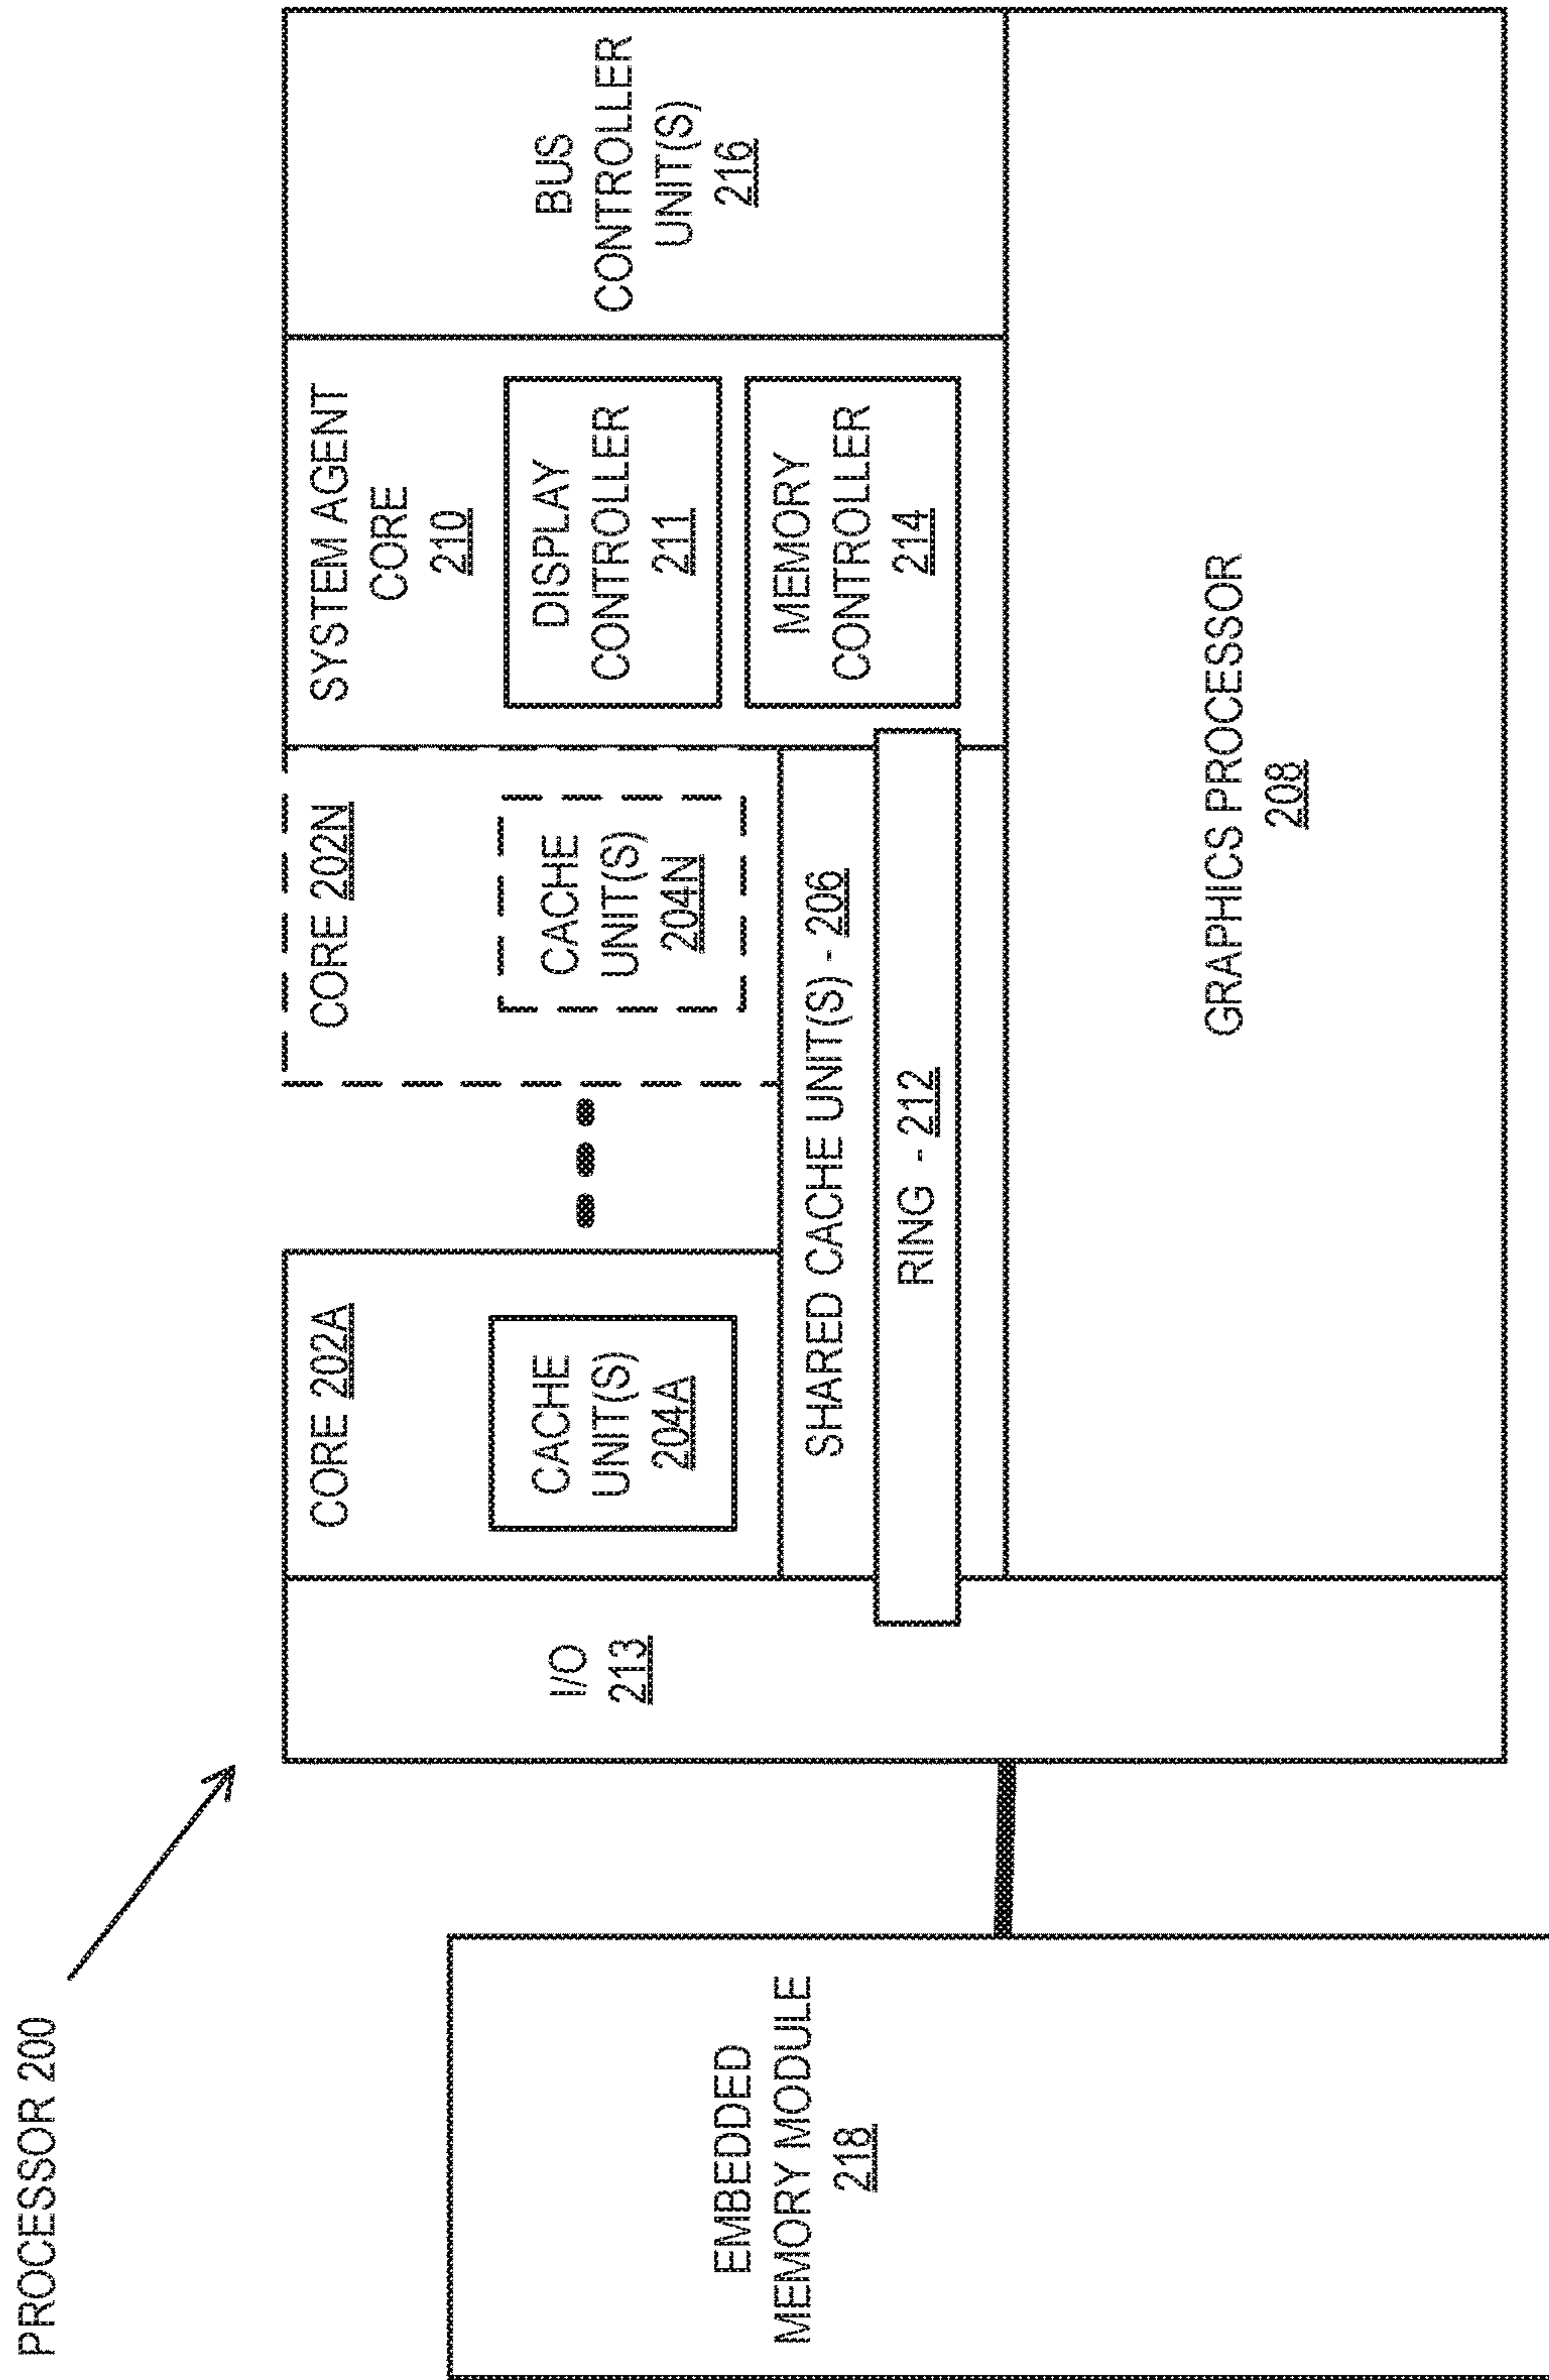 PROCESSOR 200
EMBEDDED
MEMORY MODULE
218
I/O
213
CORE 202A
CACHE
UNIT(S)
204A
CORE 202N
CACHE
UNIT(S)
204N
SHARED CACHE UNIT(S) - 206
RING - 212
SYSTEM AGENT
CORE
210
DISPLAY
CONTROLLER
211
MEMORY
CONTROLLER
214
BUS
CONTROLLER
UNIT(S)
216
GRAPHICS PROCESSOR
208